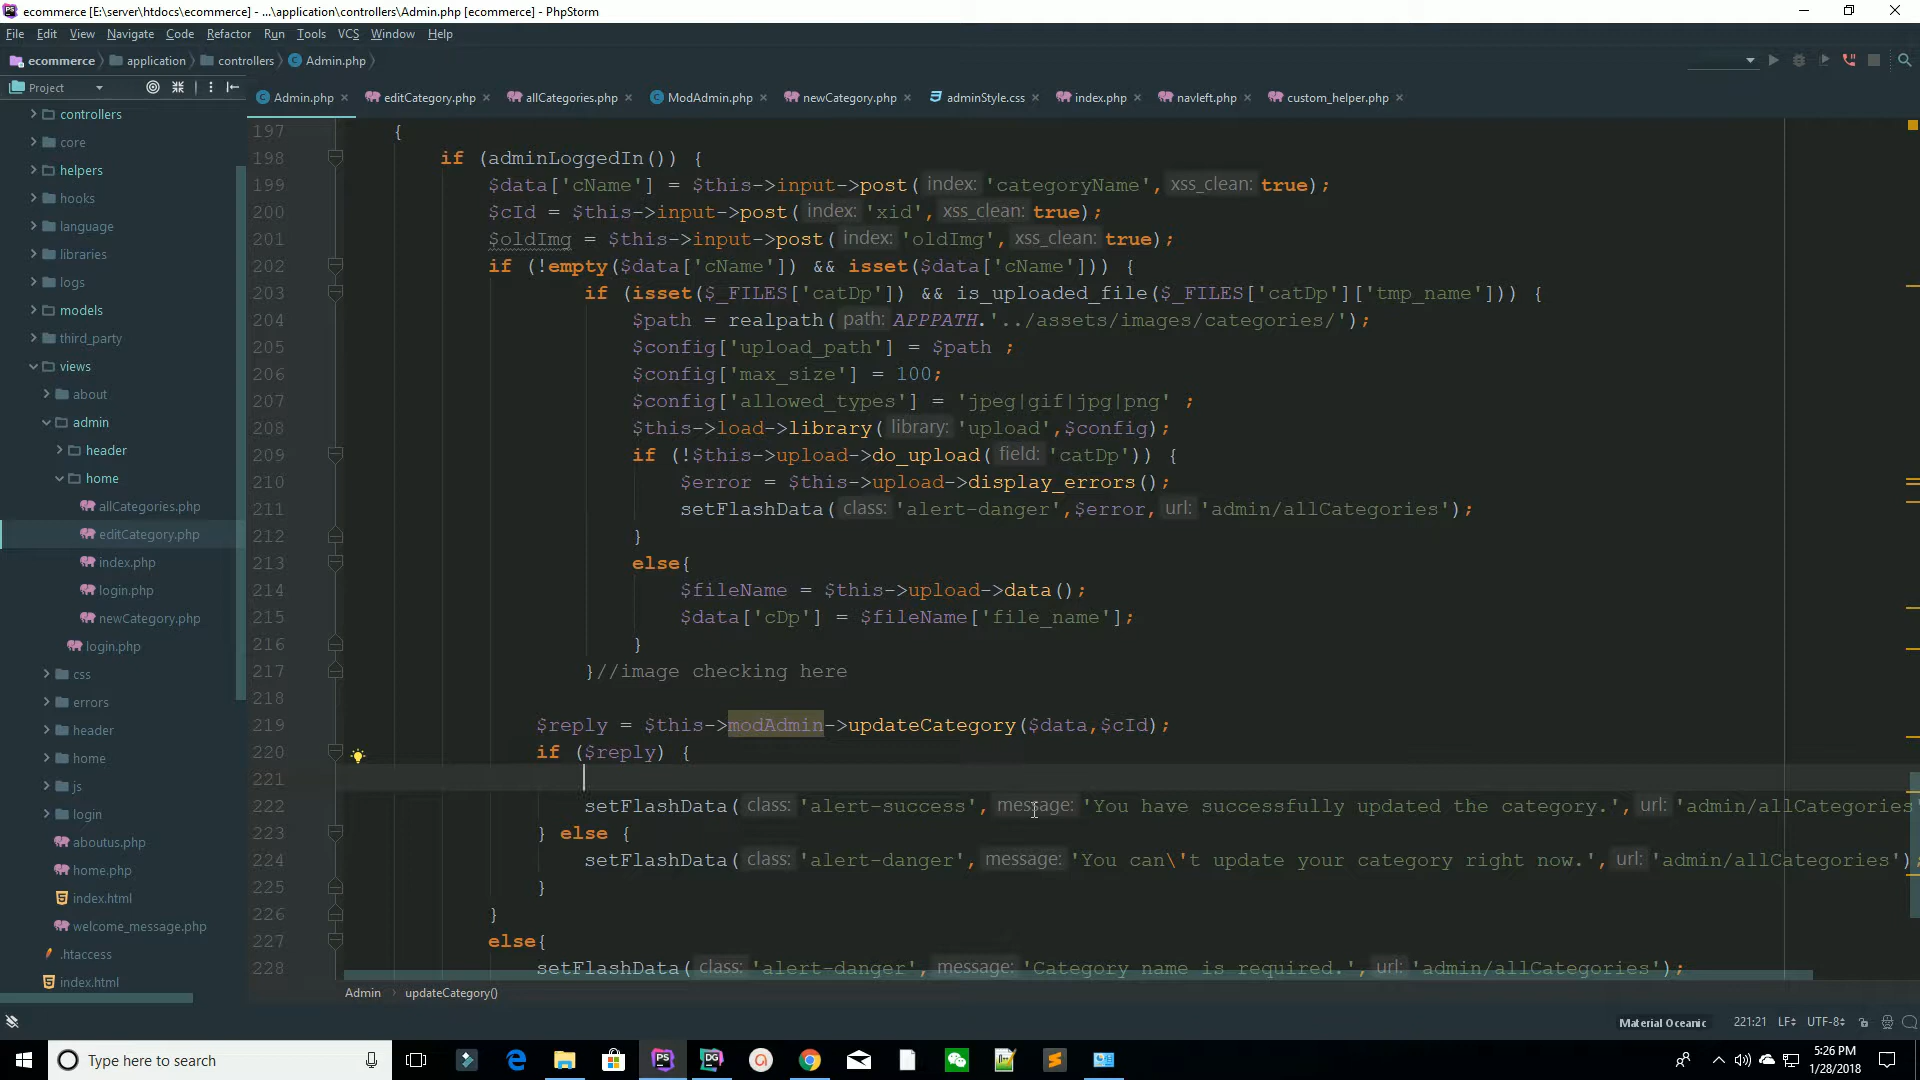 ecommerce [E:\server\htdocs\ecommerce] - ...\application\controllers\Admin.php [ecommerce] - PhpStorm
File Edit View Navigate Code Refactor Run Tools VCS Window Help
ecommerce application controllers Admin.php
Project
Admin.php editCategory.php allCategories.php ModAdmin.php newCategory.php adminStyle.css index.php navleft.php custom_helper.php
controllers
core
helpers
hooks
language
libraries
logs
models
third_party
views
about
admin
header
home
allCategories.php
editCategory.php
index.php
login.php
newCategory.php
login.php
css
errors
header
home
js
login
aboutus.php
home.php
index.html
welcome_message.php
.htaccess
index.html
197 {
198 if (adminLoggedIn()) {
199 $data['cName'] = $this->input->post( index: 'categoryName', xss_clean: true);
200 $cId = $this->input->post( index: 'xid', xss_clean: true);
201 $oldImg = $this->input->post( index: 'oldImg', xss_clean: true);
202 if (!empty($data['cName']) && isset($data['cName'])) {
203 if (isset($_FILES['catDp']) && is_uploaded_file($_FILES['catDp']['tmp_name'])) {
204 $path = realpath( path: APPPATH.'../assets/images/categories/');
205 $config['upload_path'] = $path ;
206 $config['max_size'] = 100;
207 $config['allowed_types'] = 'jpeg|gif|jpg|png' ;
208 $this->load->library( library: 'upload',$config);
209 if (!$this->upload->do_upload( field: 'catDp')) {
210 $error = $this->upload->display_errors();
211 setFlashData( class: 'alert-danger',$error, url: 'admin/allCategories');
212 }
213 else{
214 $fileName = $this->upload->data();
215 $data['cDp'] = $fileName['file_name'];
216 }
217 }//image checking here
218
219 $reply = $this->modAdmin->updateCategory($data,$cId);
220 if ($reply) {
221
222 setFlashData( class: 'alert-success', message: 'You have successfully updated the category.', url: 'admin/allCategories'
223 } else {
224 setFlashData( class: 'alert-danger', message: 'You can\'t update your category right now.', url: 'admin/allCategories');
225 }
226 }
227 else{
228 setFlashData( class: 'alert-danger', message: 'Category name is required.', url: 'admin/allCategories');
Admin updateCategory()
Material Oceanic 221:21 LF UTF-8
Type here to search
5:26 PM
1/28/2018